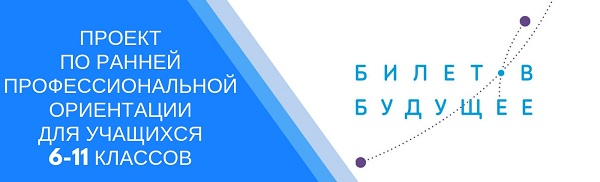 ПРОЕКТ
ПО РАННЕЙ
ПРОФЕССИОНАЛЬНОЙ
ОРИЕНТАЦИИ
ДЛЯ УЧАЩИХСЯ
6-11 КЛАССОВ
БИЛЕТ В
БУДУЩЕЕ